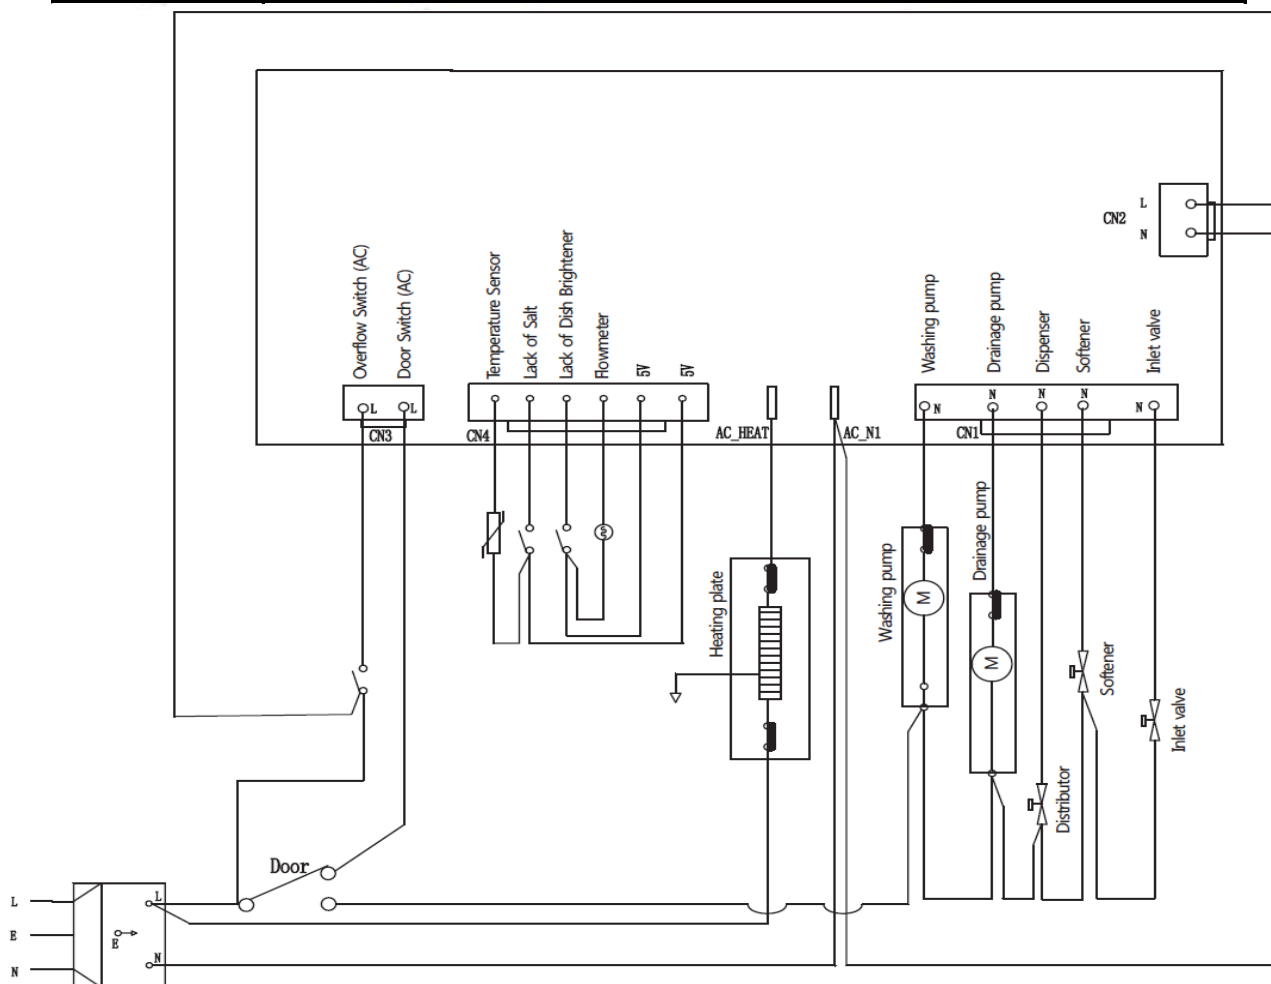 L
N
CN2
Overflow Switch (AC)
Door Switch (AC)
Temperature Sensor
Lack of Salt
Lack of Dish Brightener
Flowmeter
5V
5V
Washing pump
Drainage pump
Dispenser
Softener
Inlet valve
L
L
CN3
CN4
AC_HEAT
AC_N1
N
N
N
N
N
CN1
Heating plate
Washing pump
M
Drainage pump
M
Softener
Inlet valve
Distributor
Door
L
E
N
L
E
N